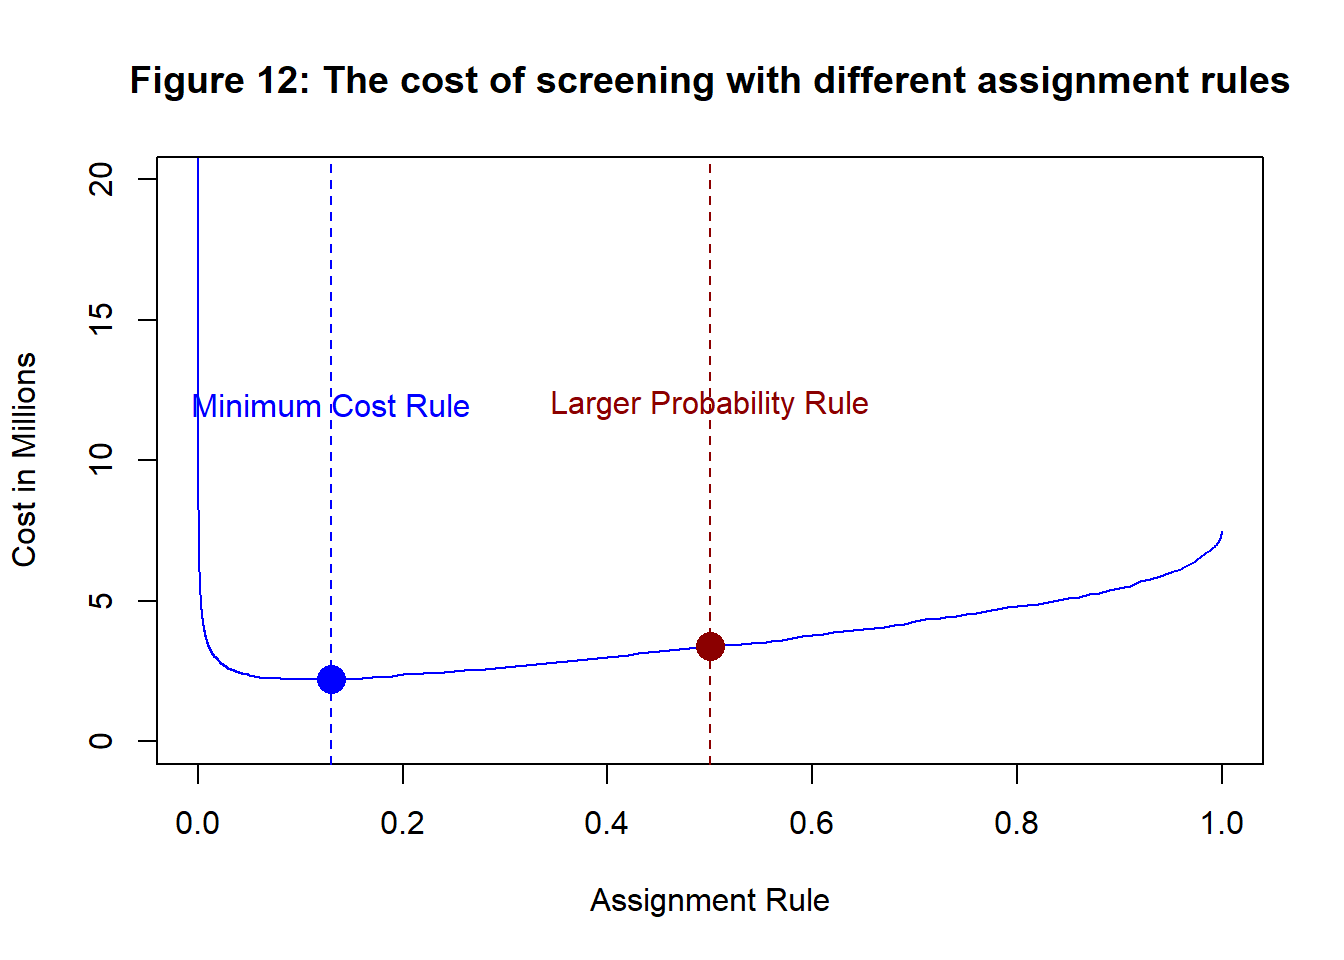 Figure 12: The cost of screening with different assignment rules
20
15
10
5
0
Cost in Millions
Minimum Cost Rule
Larger Probability Rule
0.0 0.2 0.4 0.6 0.8 1.0
Assignment Rule